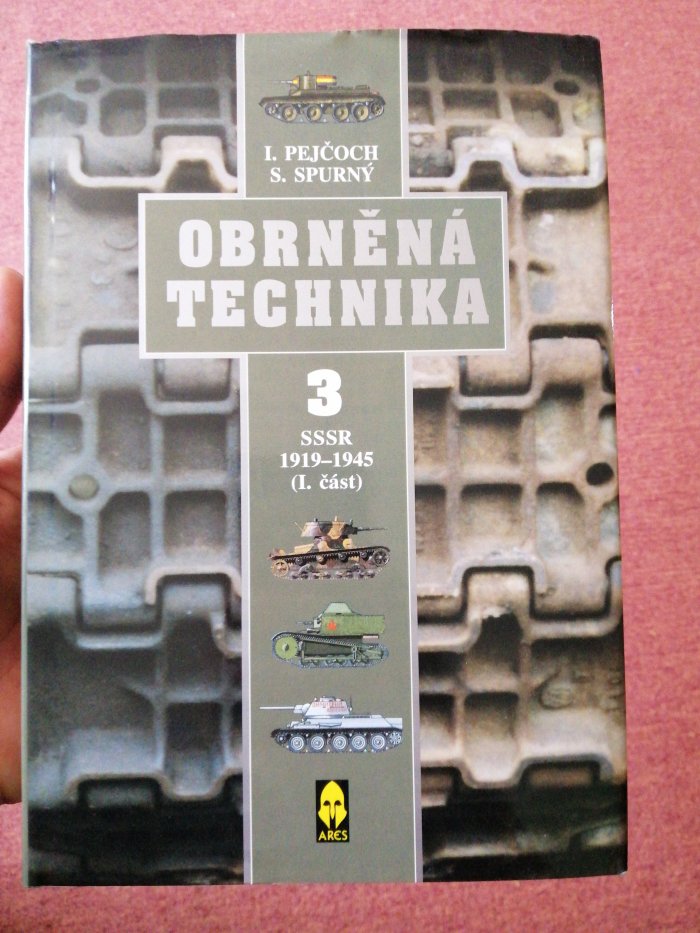 I. PEJČOCH
S. SPURNÝ
OBRNĚNÁ
TECHNIKA
3
SSSR
1919–1945
(I. část)
ARES